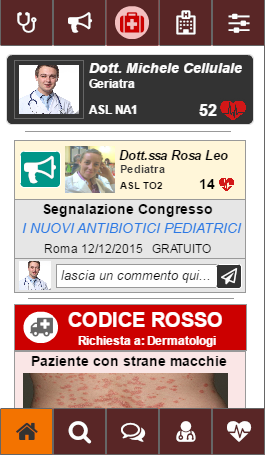 Dott. Michele Cellulale
Geriatra
ASL NA1
52
Dott.ssa Rosa Leo
Pediatra
ASL TO2
14
Segnalazione Congresso
I NUOVI ANTIBIOTICI PEDIATRICI
Roma 12/12/2015 GRATUITO
lascia un commento qui...
CODICE ROSSO
Richiesta a: Dermatologi
Paziente con strane macchie